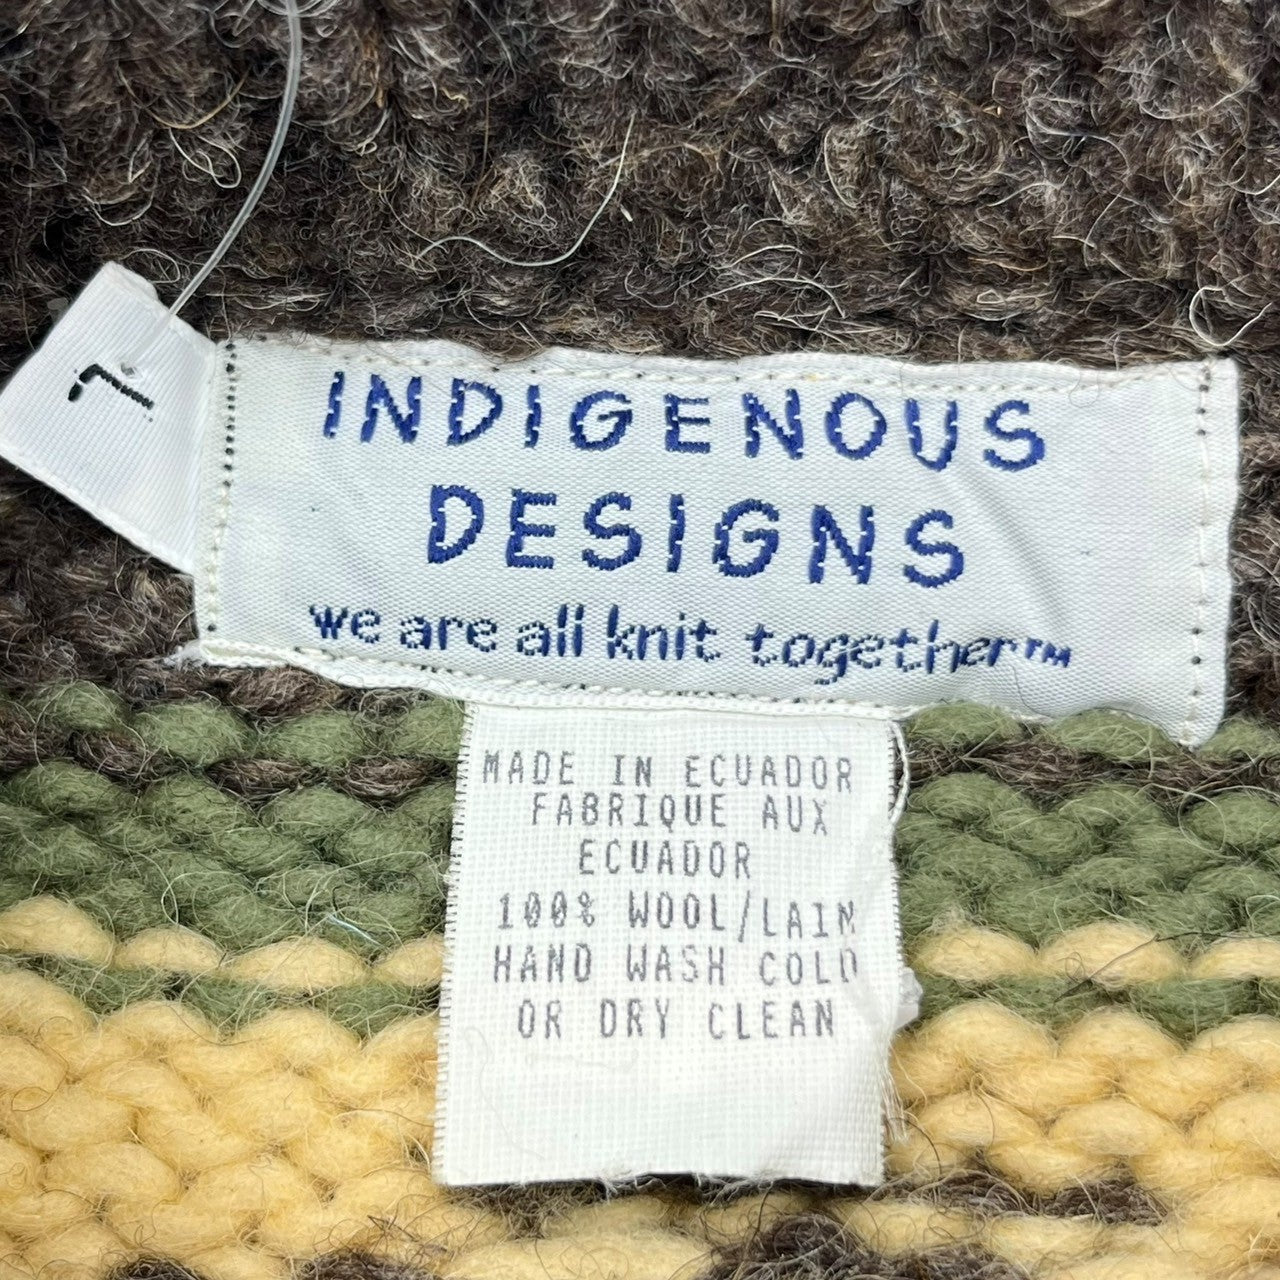 L
INDIGENOUS
DESIGNS
we are all knit together™
MADE IN ECUADOR
FABRIQUE AUX
ECUADOR
100% WOOL/LAIN
HAND WASH COLD
OR DRY CLEAN